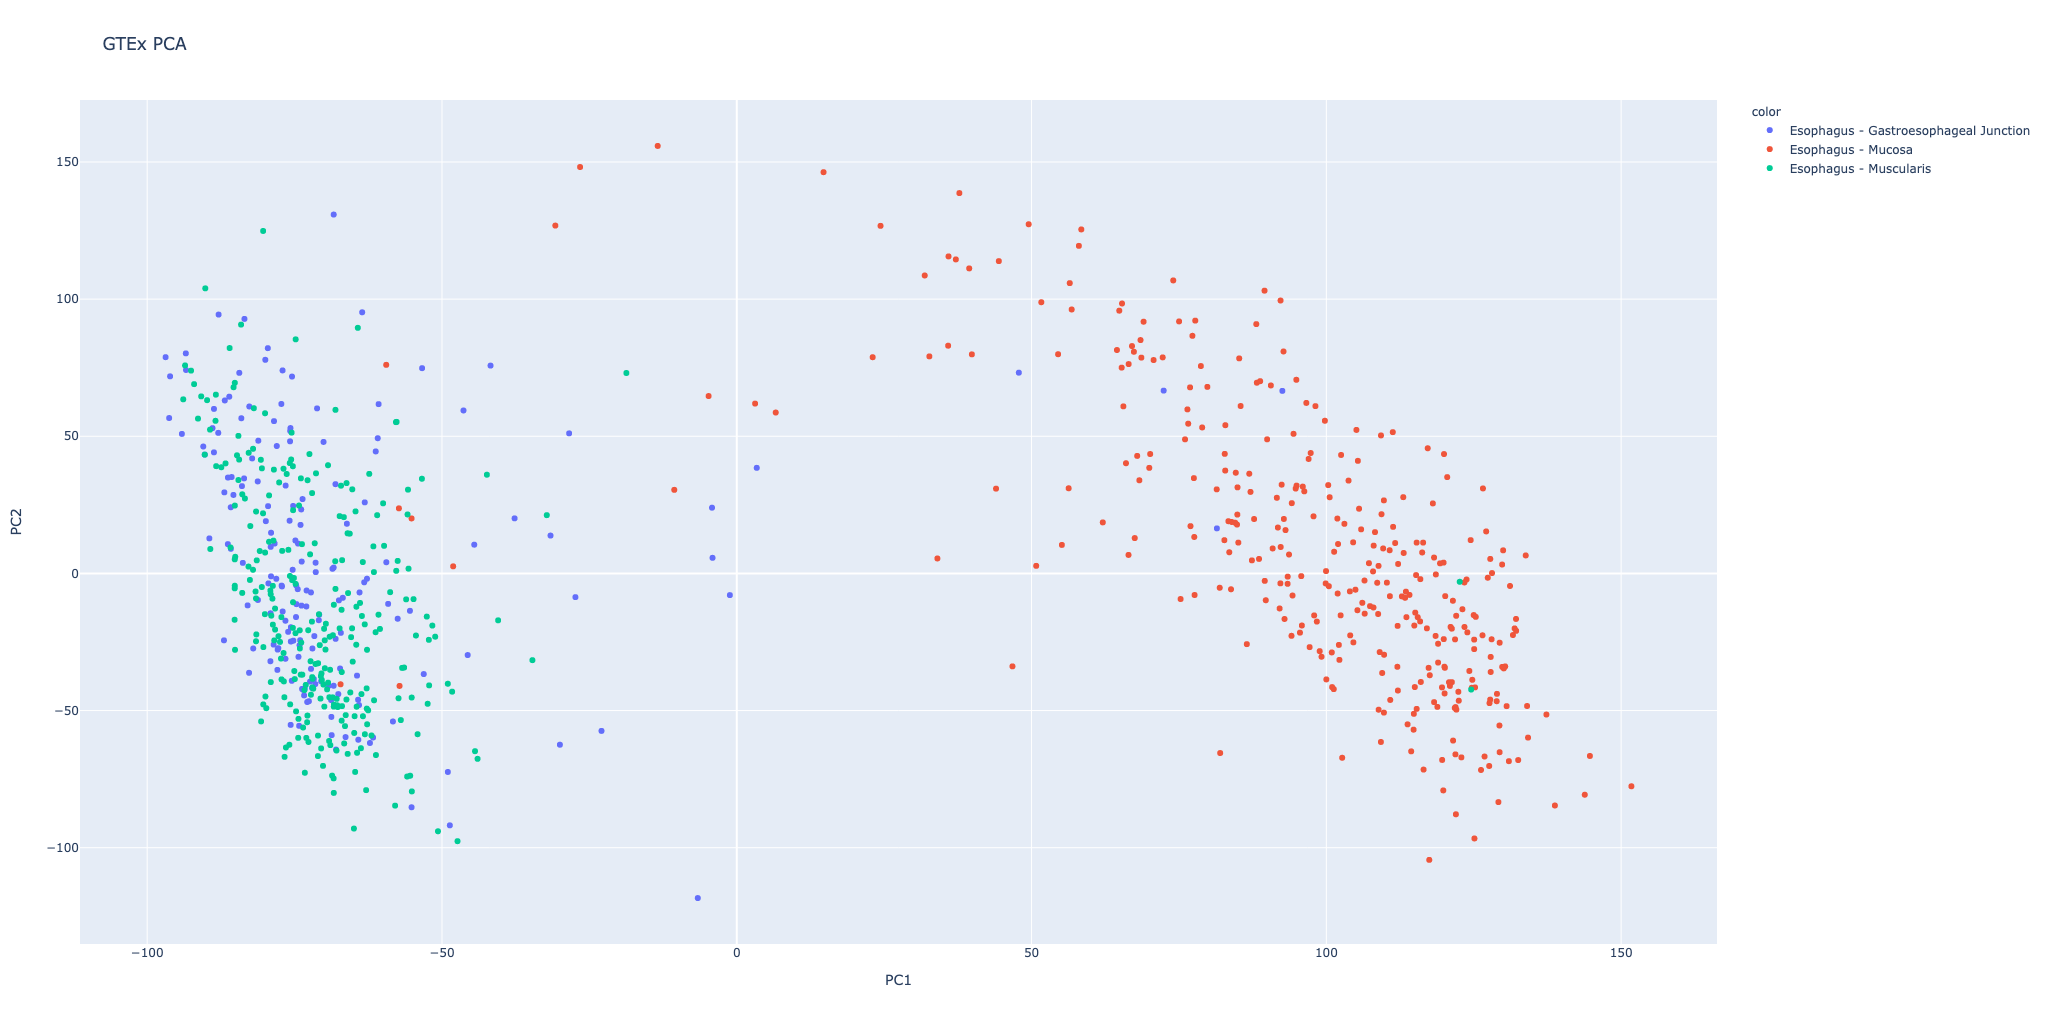 GTEx PCA
color
Esophagus - Gastroesophageal Junction
Esophagus - Mucosa
Esophagus - Muscularis
150
100
50
0
−50
−100
PC2
−100
−50
0
50
100
150
PC1